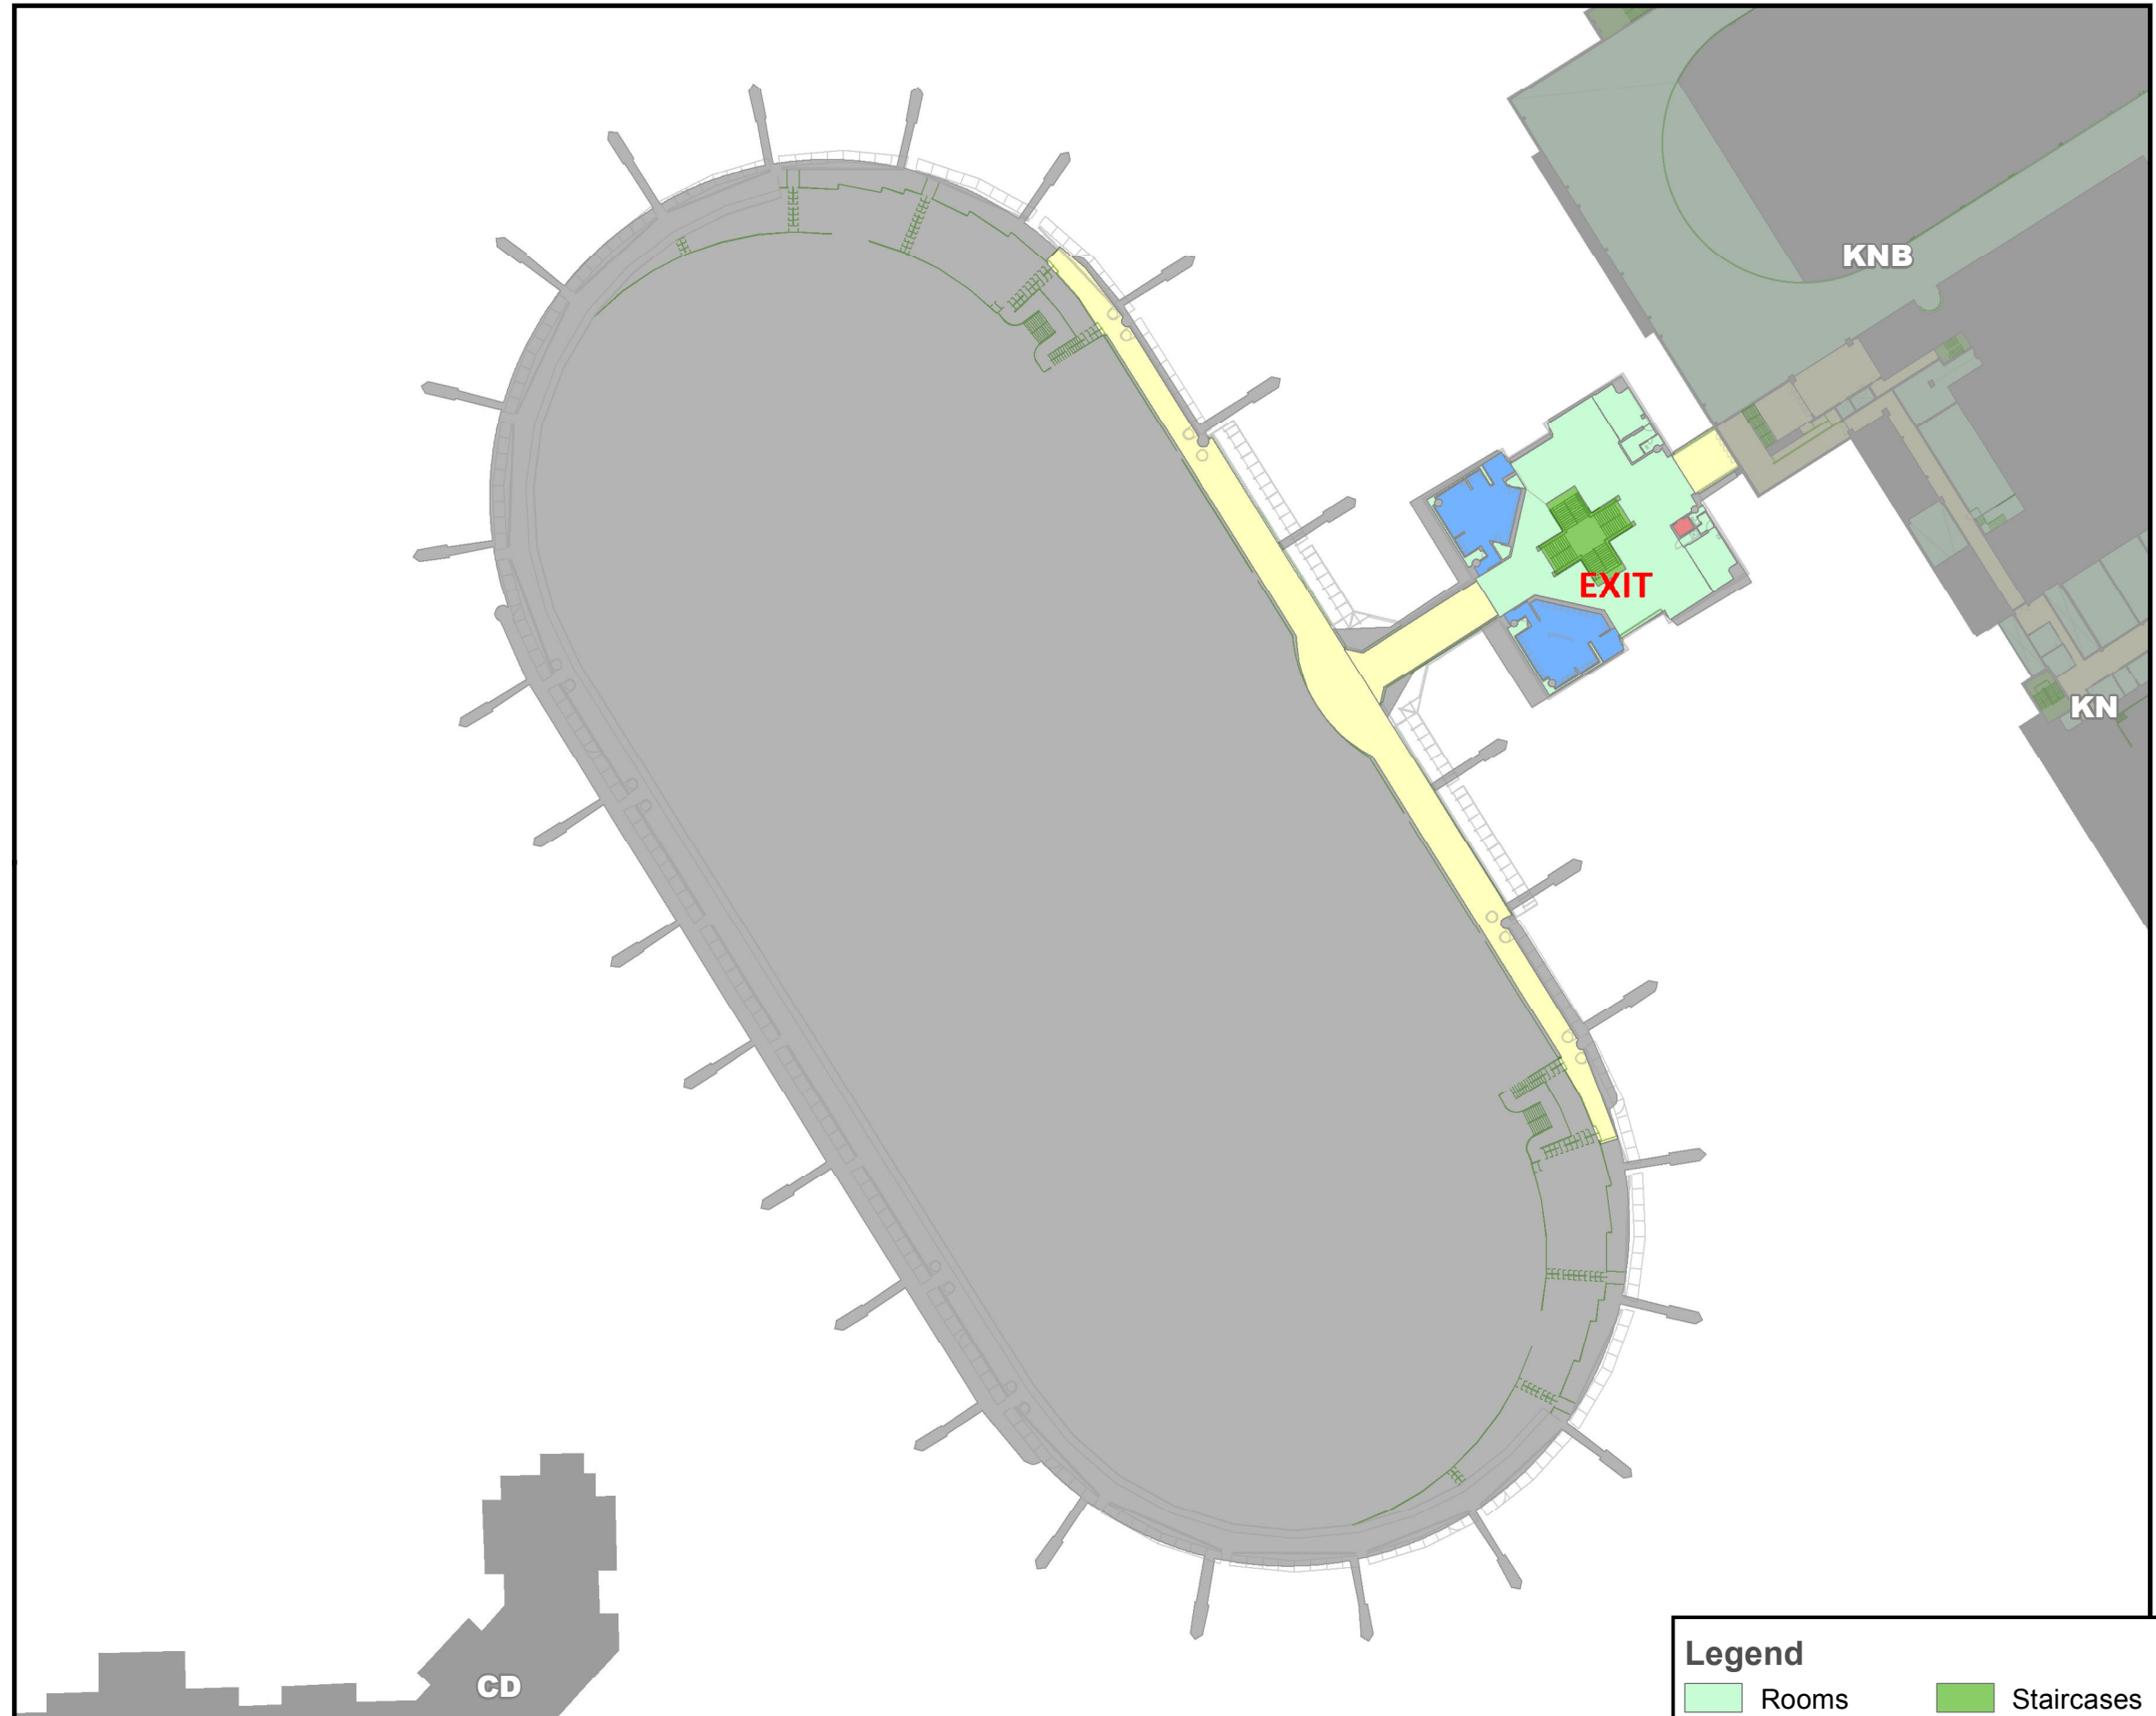 KNB
EXIT
KN
CD
Legend
Rooms
Staircases